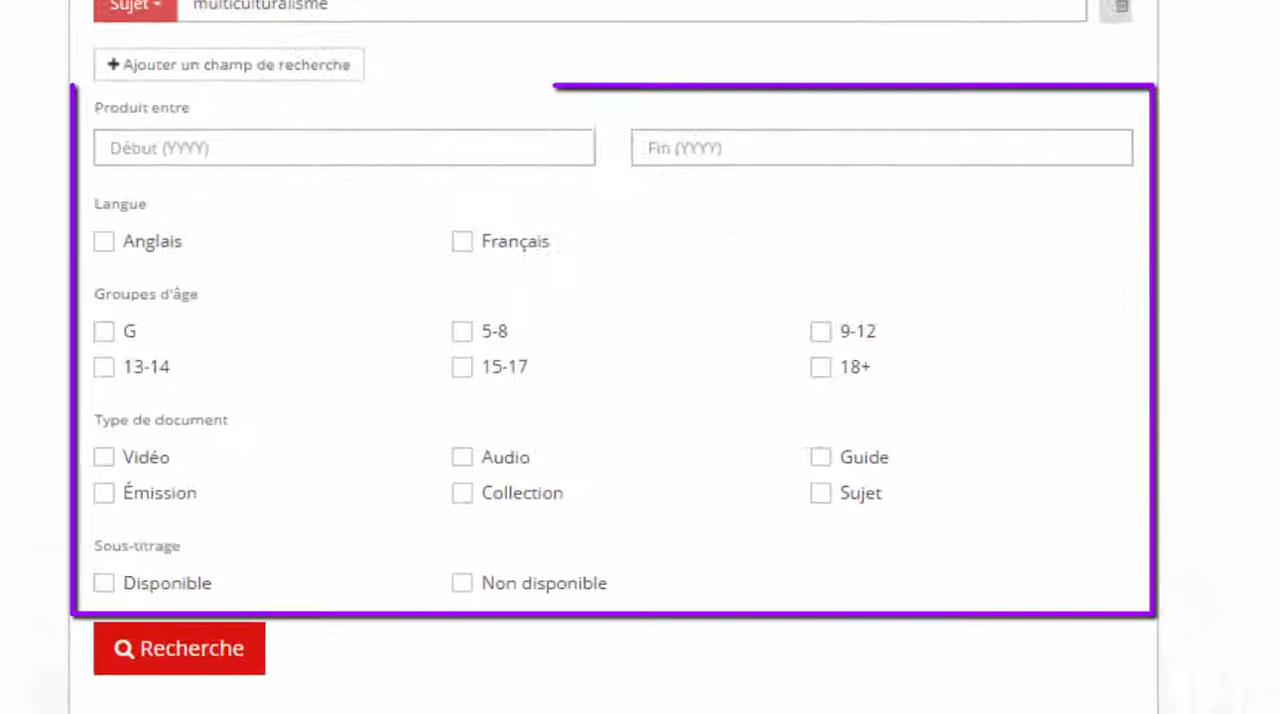 Sujet multiculturalisme
Ajouter un champ de recherche
Produit entre
Début (YYYY) Fin (YYYY)
Langue
Anglais Français
Groupes d'âge
G 5-8 9-12
13-14 15-17 18+
Type de document
Vidéo Audio Guide
Émission Collection Sujet
Sous-titrage
Disponible Non disponible
Recherche